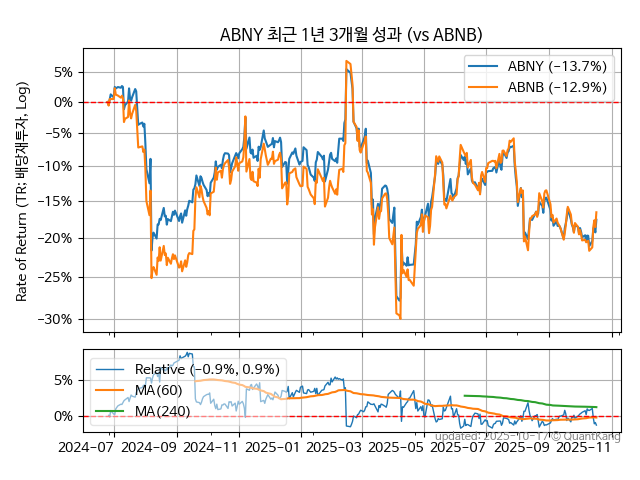 ABNY 최근 1년 3개월 성과 (vs ABNB)
Rate of Return (TR: 배당재투자, Log)
5%
0%
−5%
−10%
−15%
−20%
−25%
−30%
ABNY (−13.7%)
ABNB (−12.9%)
5%
0%
Relative (−0.9%, 0.9%)
MA(60)
MA(240)
2024−07 2024−09 2024−11 2025−01 2025−03 2025−05 2025−07 2025−09 2025−11
updated: 2025-10-17/ © QuantKang